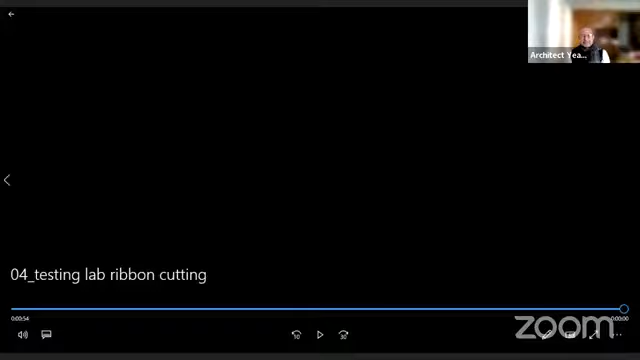 Architect Yea...
04_testing lab ribbon cutting
0:00:54
0:00:00
10
30
zoom